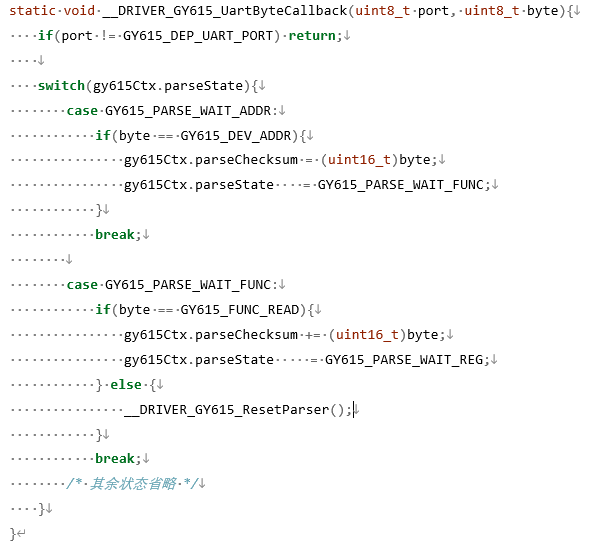 static void __DRIVER_GY615_UartByteCallback(uint8_t port, uint8_t byte){
    if(port != GY615_DEP_UART_PORT) return;
    
    switch(gy615Ctx.parseState){
        case GY615_PARSE_WAIT_ADDR:
            if(byte == GY615_DEV_ADDR){
                gy615Ctx.parseChecksum = (uint16_t)byte;
                gy615Ctx.parseState    = GY615_PARSE_WAIT_FUNC;
            }
            break;
        
        case GY615_PARSE_WAIT_FUNC:
            if(byte == GY615_FUNC_READ){
                gy615Ctx.parseChecksum += (uint16_t)byte;
                gy615Ctx.parseState     = GY615_PARSE_WAIT_REG;
            } else {
                __DRIVER_GY615_ResetParser();
            }
            break;
        /* 其余状态省略 */
    }
}